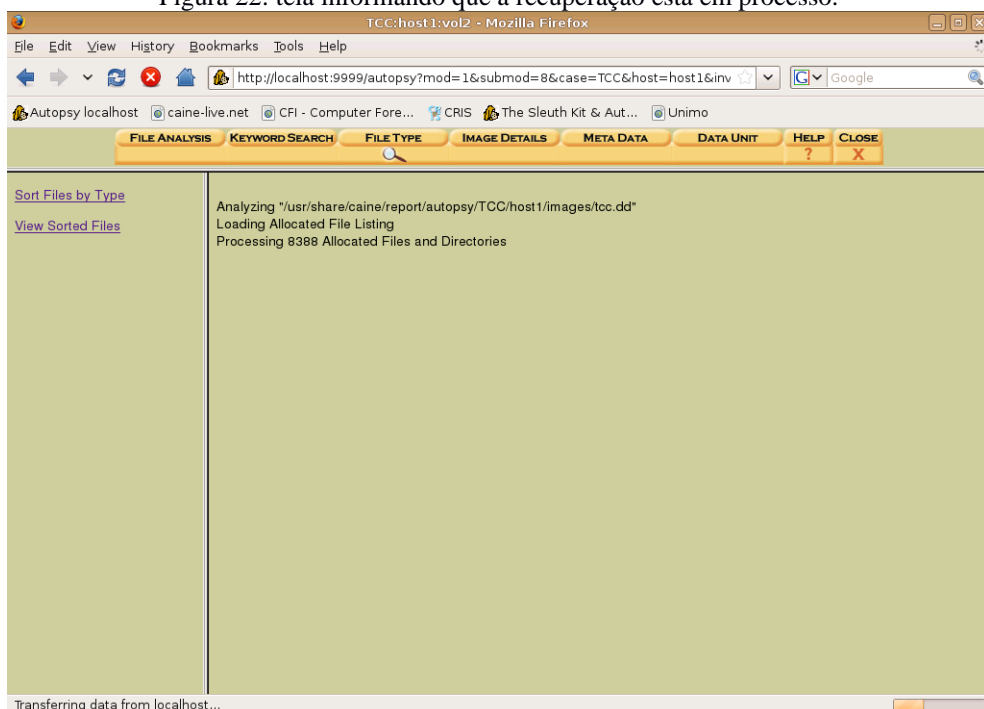 Figura 22: tela informando que a recuperação está em processo.
TCC:host1:vol2 - Mozilla Firefox
File Edit View History Bookmarks Tools Help
http://localhost:9999/autopsy?mod=1&submod=8&case=TCC&host=host1&inv
G Google
Autopsy localhost caine-live.net CFI - Computer Fore... CRIS The Sleuth Kit & Aut... Unimo
FILE ANALYSIS KEYWORD SEARCH FILE TYPE IMAGE DETAILS META DATA DATA UNIT HELP CLOSE
? X
Sort Files by Type
View Sorted Files
Analyzing "/usr/share/caine/report/autopsy/TCC/host1/images/tcc.dd"
Loading Allocated File Listing
Processing 8388 Allocated Files and Directories
Transferring data from localhost...